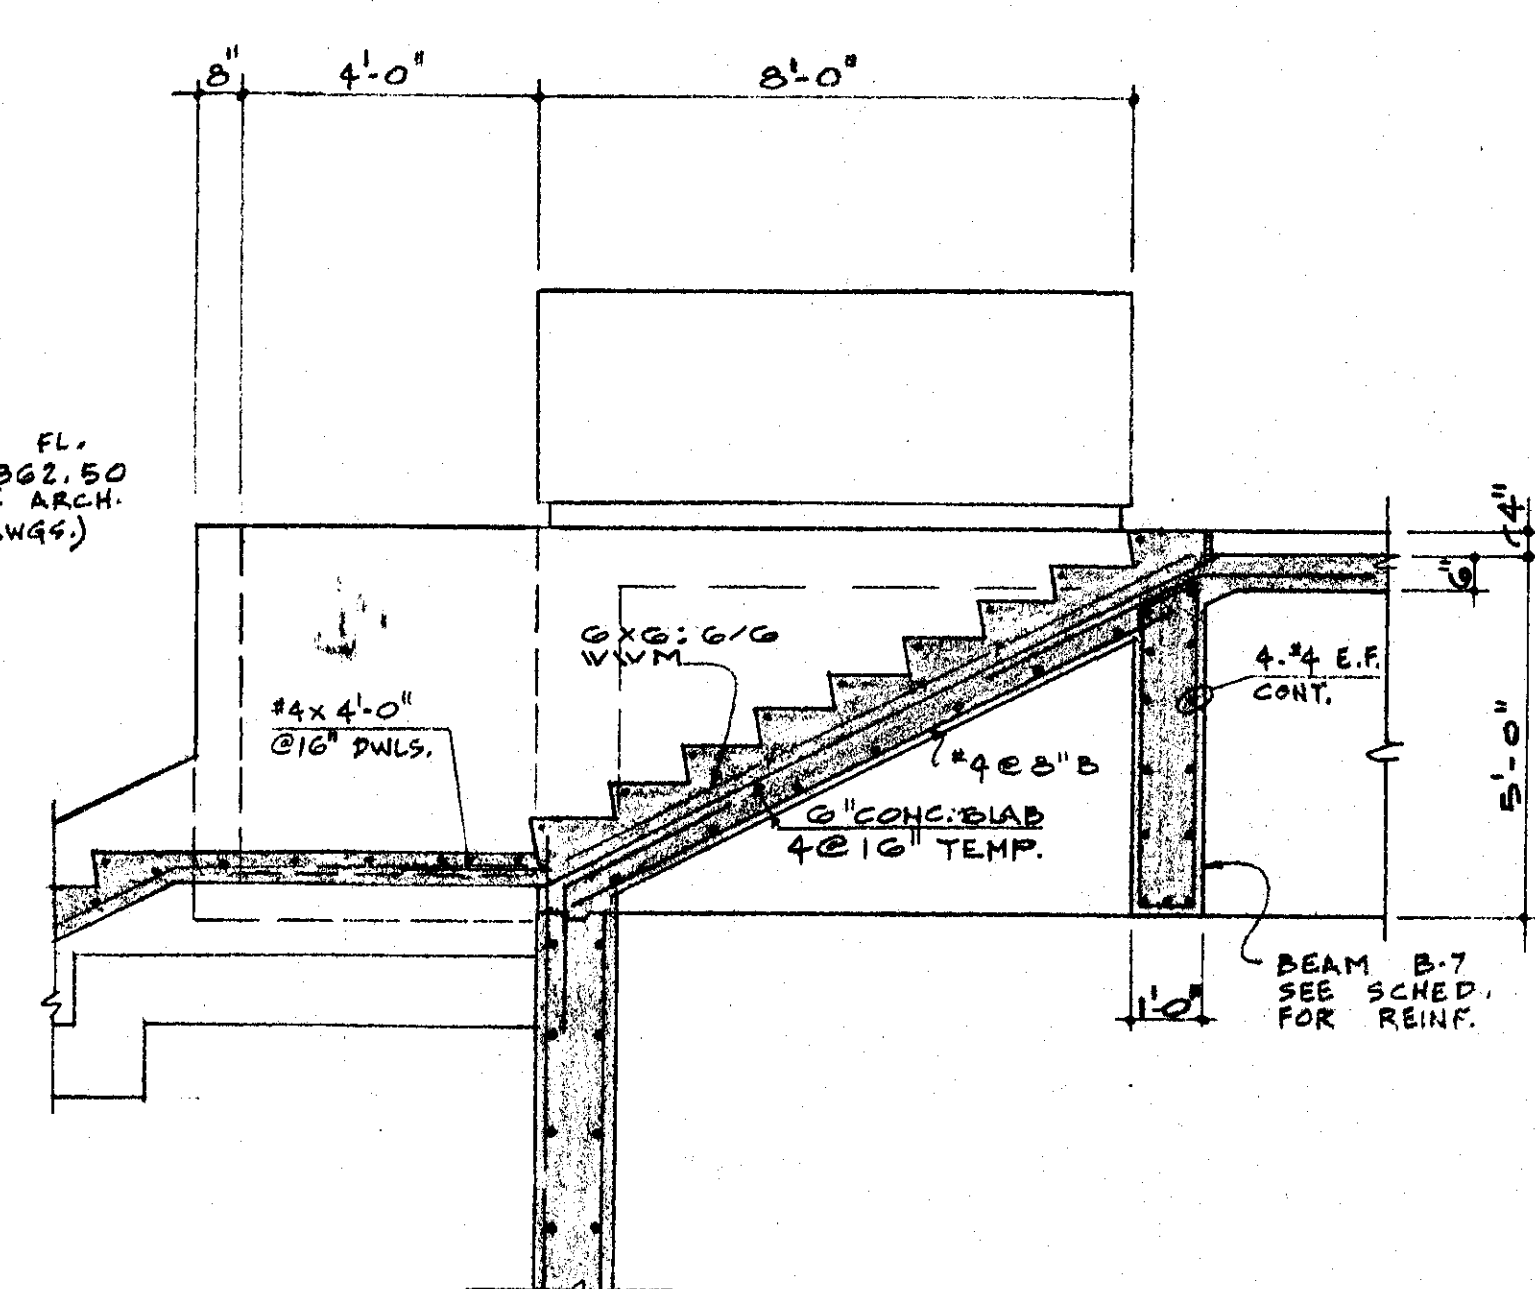 8" 4'-0" 8'-0"
FL.
362.50
ARCH.
WGS.)
6x6: 6/6
WWM
#4x 4'-0"
@16" DWLS.
#4@8"B
6"CONC. SLAB
4@16" TEMP.
4-#4 E.F.
CONT.
4"
6"
5'-0"
1'-0"
BEAM B-7
SEE SCHED.
FOR REINF.